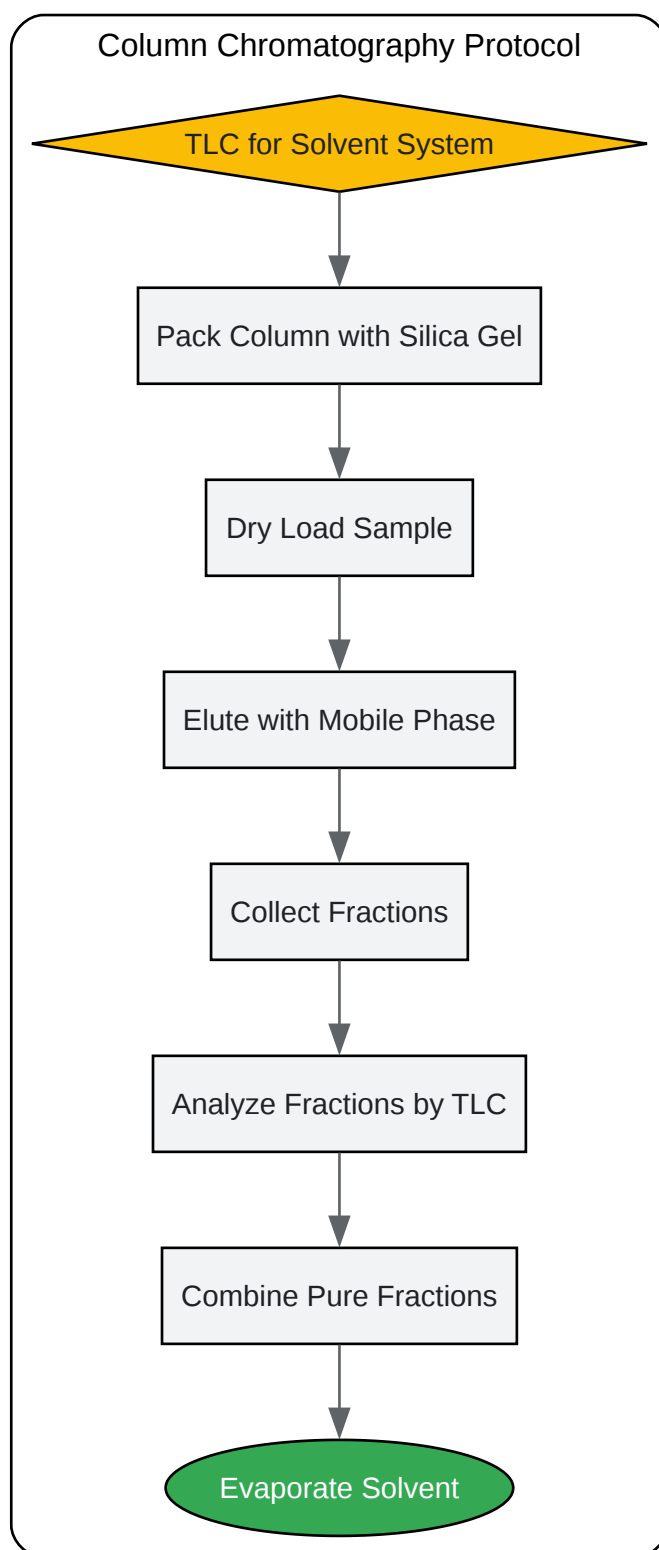 Column Chromatography Protocol
TLC for Solvent System
Pack Column with Silica Gel
Dry Load Sample
Elute with Mobile Phase
Collect Fractions
Analyze Fractions by TLC
Combine Pure Fractions
Evaporate Solvent